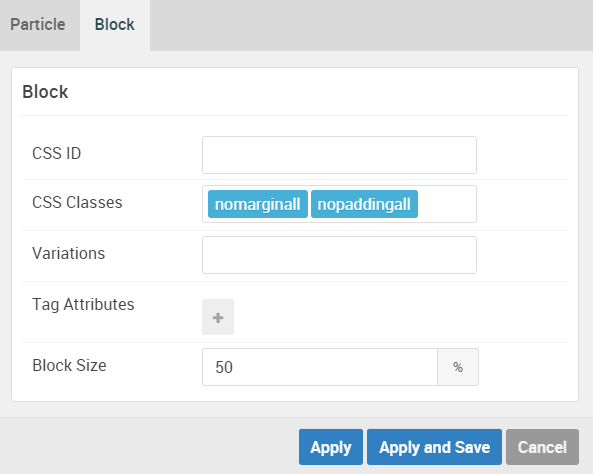 Particle Block
Block
CSS ID
CSS Classes nomarginall nopaddingall
Variations
Tag Attributes +
Block Size 50 %
Apply Apply and Save Cancel